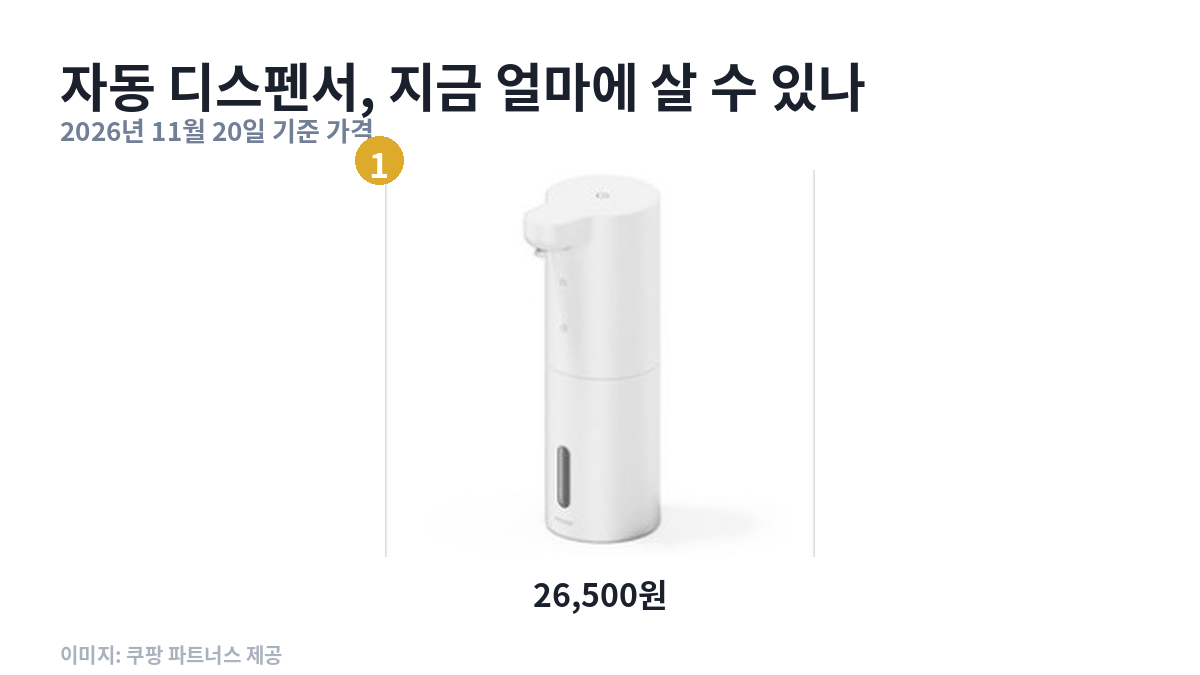 자동 디스펜서, 지금 얼마에 살 수 있나
2026년 11월 20일 기준 가격
1
26,500원
이미지: 쿠팡 파트너스 제공